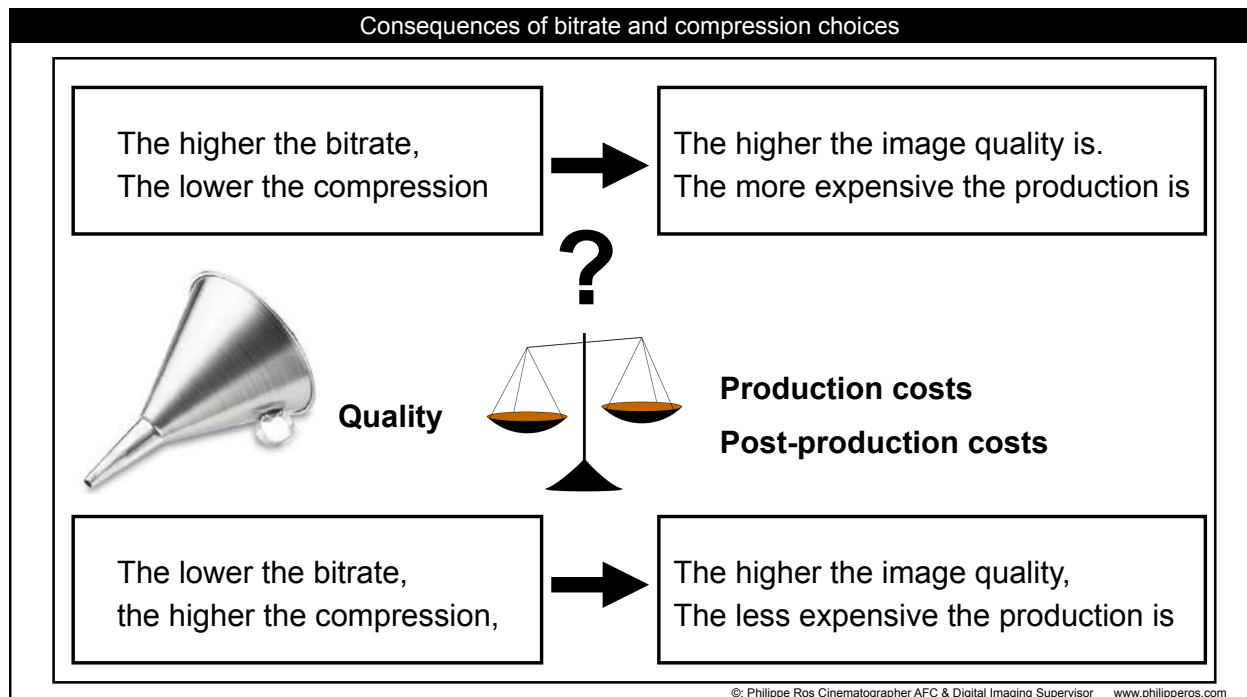 Consequences of bitrate and compression choices
The higher the bitrate,
The lower the compression
The higher the image quality is.
The more expensive the production is
?
Quality
Production costs
Post-production costs
The lower the bitrate,
the higher the compression,
The higher the image quality,
The less expensive the production is
©: Philippe Ros Cinematographer AFC & Digital Imaging Supervisor www.philipperos.com